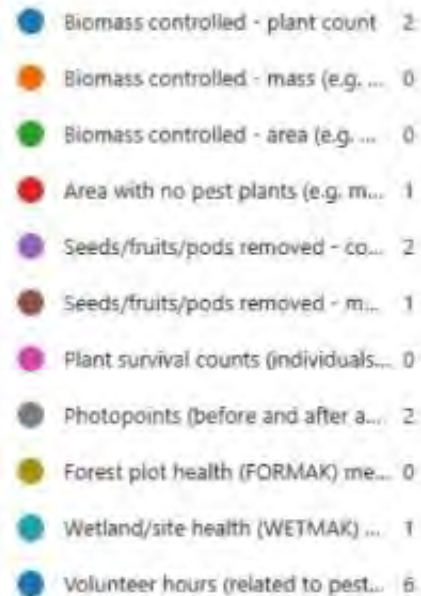 Biomass controlled - plant count 2
Biomass controlled - mass (e.g. ... 0
Biomass controlled - area (e.g. ... 0
Area with no pest plants (e.g. m... 1
Seeds/fruits/pods removed - co... 2
Seeds/fruits/pods removed - m... 1
Plant survival counts (individuals... 0
Photopoints (before and after a... 2
Forest plot health (FORMAK) me... 0
Wetland/site health (WETMAK) ... 1
Volunteer hours (related to pest... 6